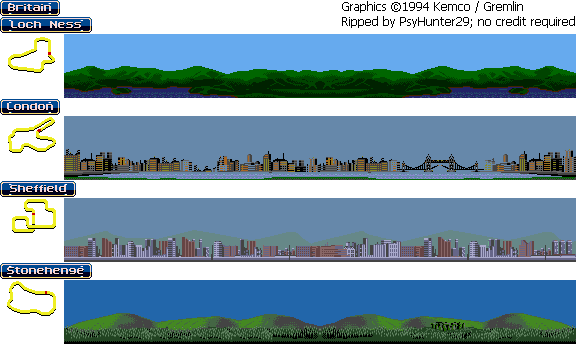 Britain
Graphics ©1994 Kemco / Gremlin
Loch Ness
Ripped by PsyHunter29; no credit required
London
Sheffield
Stonehenge